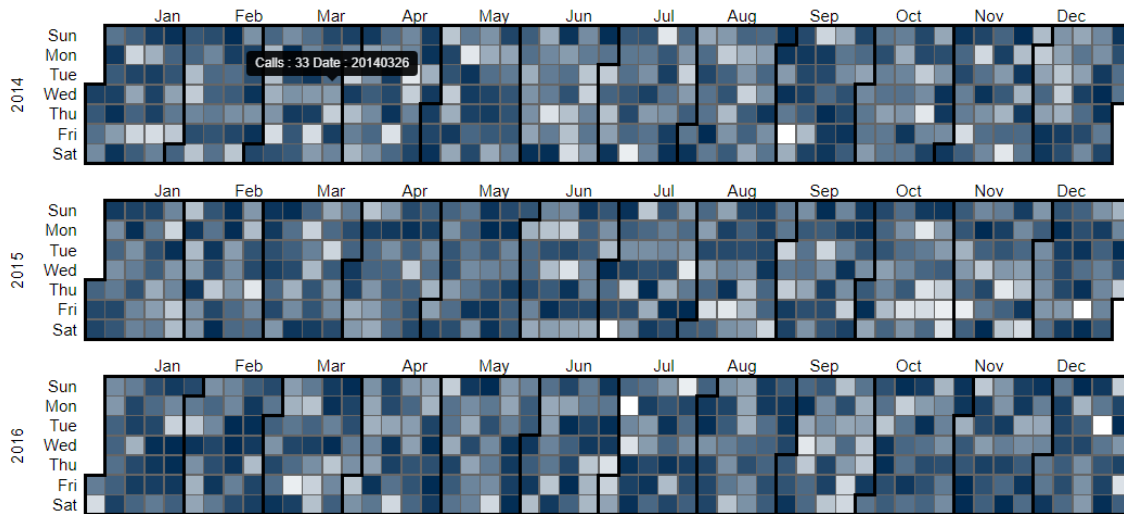 Jan Feb Mar Apr May Jun Jul Aug Sep Oct Nov Dec
Sun
Mon
Calls : 33 Date : 20140326
Tue
Wed
Thu
Fri
Sat
2014
Jan Feb Mar Apr May Jun Jul Aug Sep Oct Nov Dec
Sun
Mon
Tue
Wed
Thu
Fri
Sat
2015
Jan Feb Mar Apr May Jun Jul Aug Sep Oct Nov Dec
Sun
Mon
Tue
Wed
Thu
Fri
Sat
2016